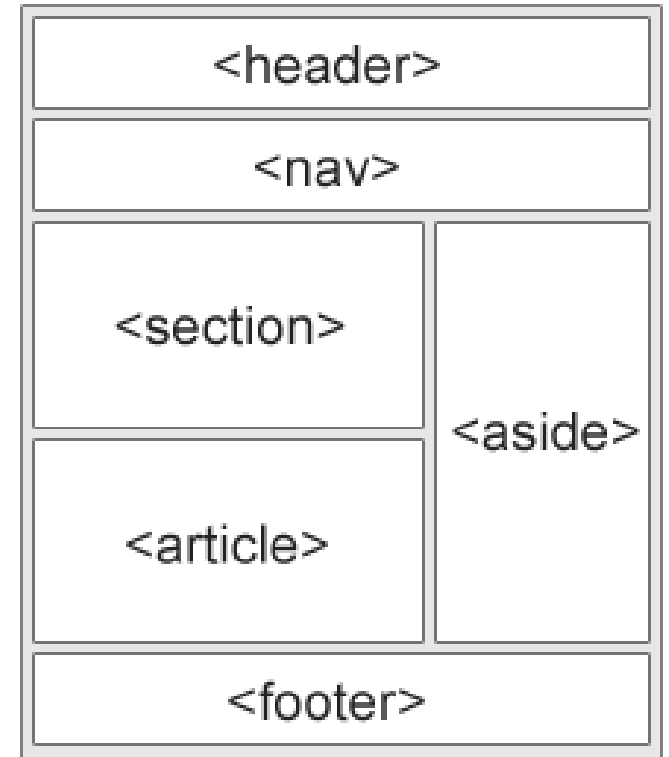 <header>
<nav>
<section>
<aside>
<article>
<footer>